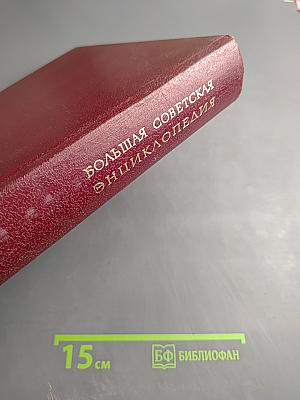 БОЛЬШАЯ СОВЕТСКАЯ
ЭНЦИКЛОПЕДИЯ
15 см
БФ БИБЛИОФАН